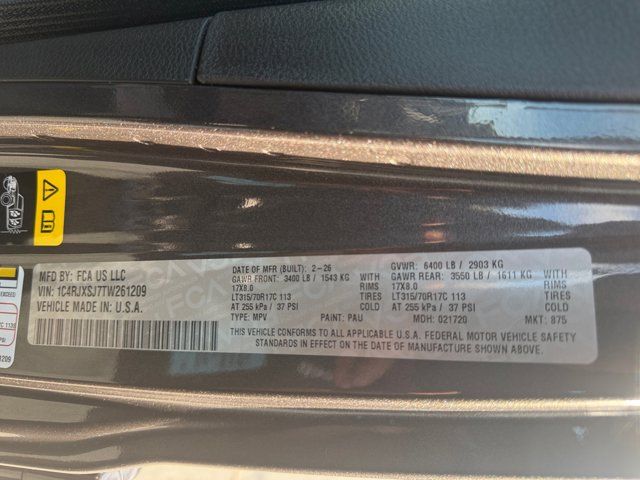 MFD BY: FCA US LLC
VIN: 1C4RJXSJ7TW261209
VEHICLE MADE IN: U.S.A.
DATE OF MFR (BUILT): 2-26
GAWR FRONT: 3400 LB / 1543 KG WITH
17X8.0 RIMS
LT315/70R17C 113 TIRES
AT 255 kPa / 37 PSI COLD
TYPE: MPV PAINT: PAU
GVWR: 6400 LB / 2903 KG
GAWR REAR: 3550 LB / 1611 KG WITH
17X8.0 RIMS
LT315/70R17C 113 TIRES
AT 255 kPa / 37 PSI COLD
MDH: 021720 MKT: 875
THIS VEHICLE CONFORMS TO ALL APPLICABLE U.S.A. FEDERAL MOTOR VEHICLE SAFETY
STANDARDS IN EFFECT ON THE DATE OF MANUFACTURE SHOWN ABOVE.